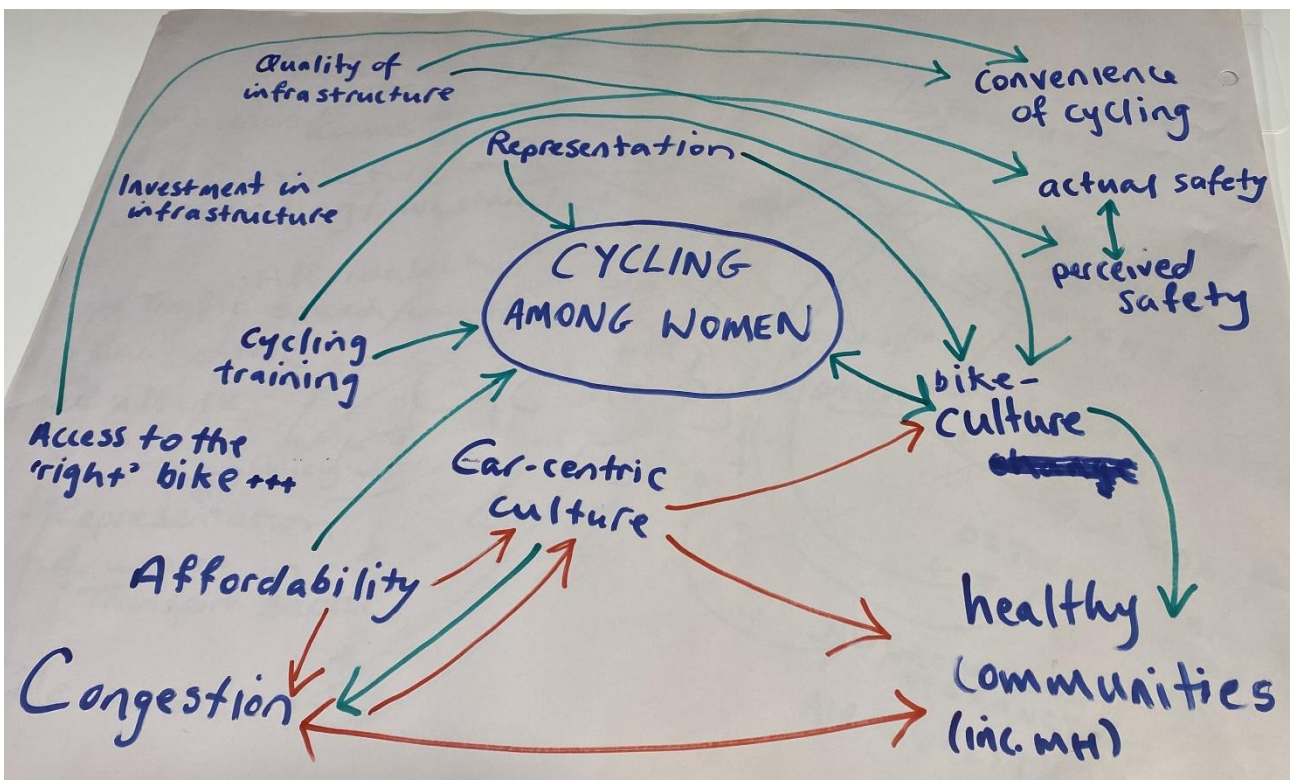 Quality of
infrastructure
convenience
of cycling
Representation
Investment in
infrastructure
actual safety
perceived
safety
CYCLING
AMONG WOMEN
Cycling
training
bike-
culture
change
Access to the
'right' bike +++
Car-centric
culture
Affordability
healthy
communities
(inc. MH)
Congestion